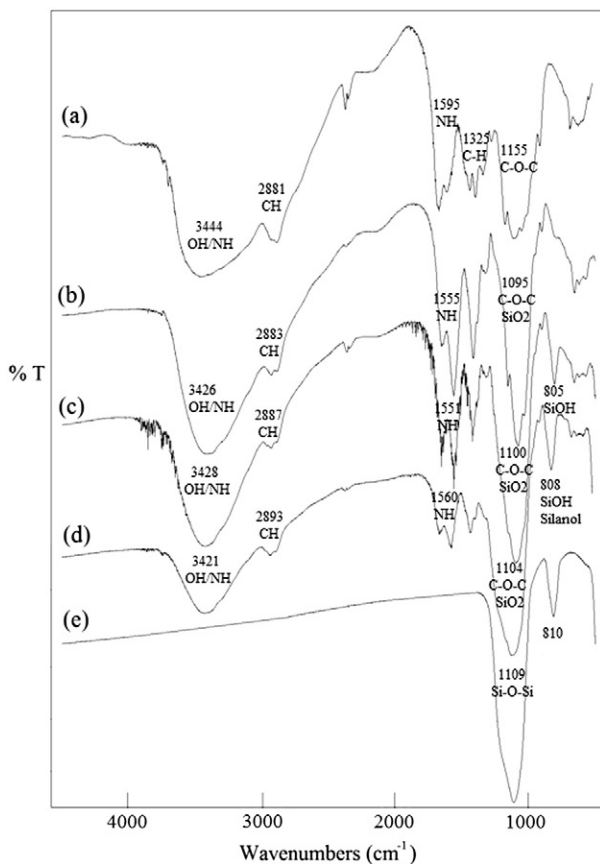 (a)
1595
NH
1325
C-H
1155
C-O-C
2881
CH
3444
OH/NH
(b)
1095
C-O-C
SiO2
1555
NH
2883
CH
% T
3426
OH/NH
805
SiOH
(c)
2887
CH
1551
NH
1100
C-O-C
SiO2
3428
OH/NH
808
SiOH
Silanol
1560
NH
2893
CH
(d)
3421
OH/NH
1104
C-O-C
SiO2
(e)
810
1109
Si-O-Si
4000 3000 2000 1000
Wavenumbers (cm-1)